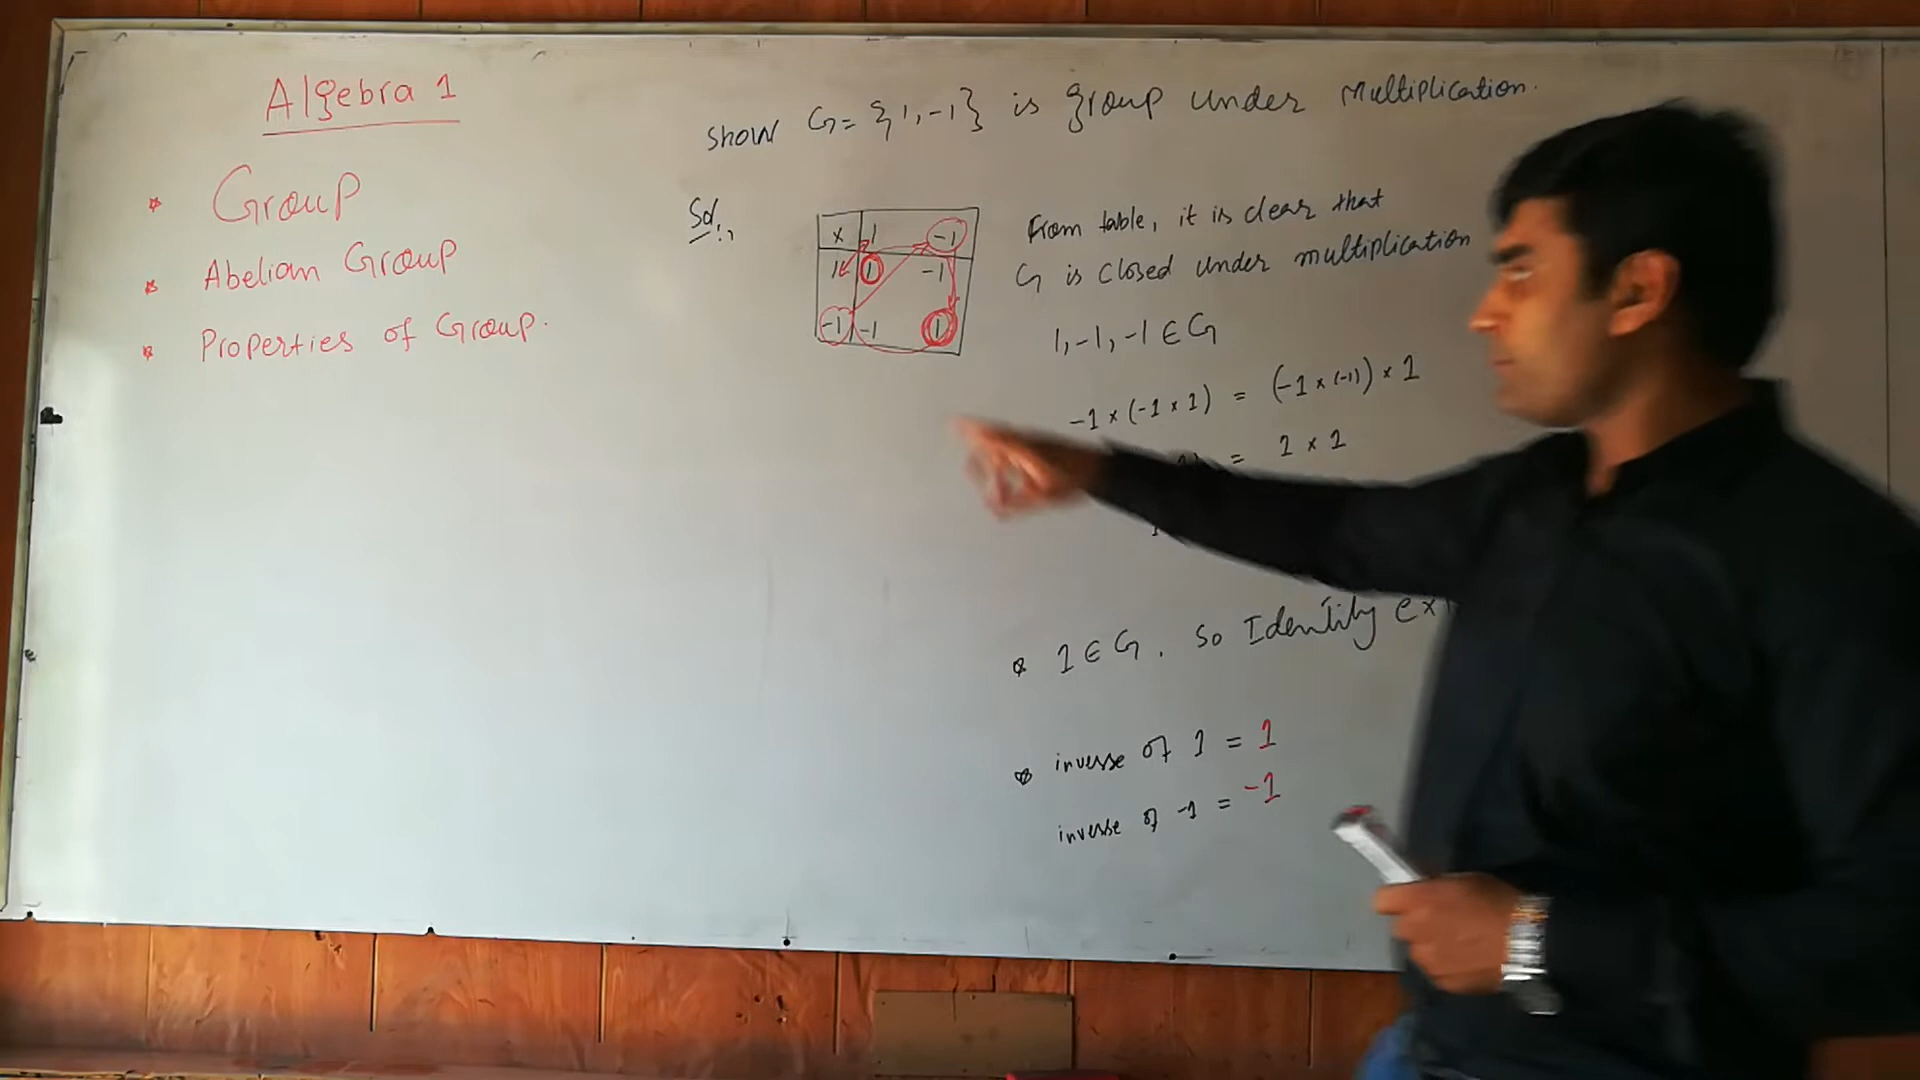 Algebra 1
* Group
* Abelian Group
* Properties of Group.
Show G = {1, -1} is group under Multiplication.
Sol:,
x 1 -1
1 1 -1
-1 -1 1
From table, it is clear that
G is closed under multiplication
1, -1, -1 ∈ G
-1 × (-1 × 1) = (-1 × (-1)) × 1
= 1 × 1
* 1 ∈ G. So Identity
* inverse of 1 = 1
inverse of -1 = -1